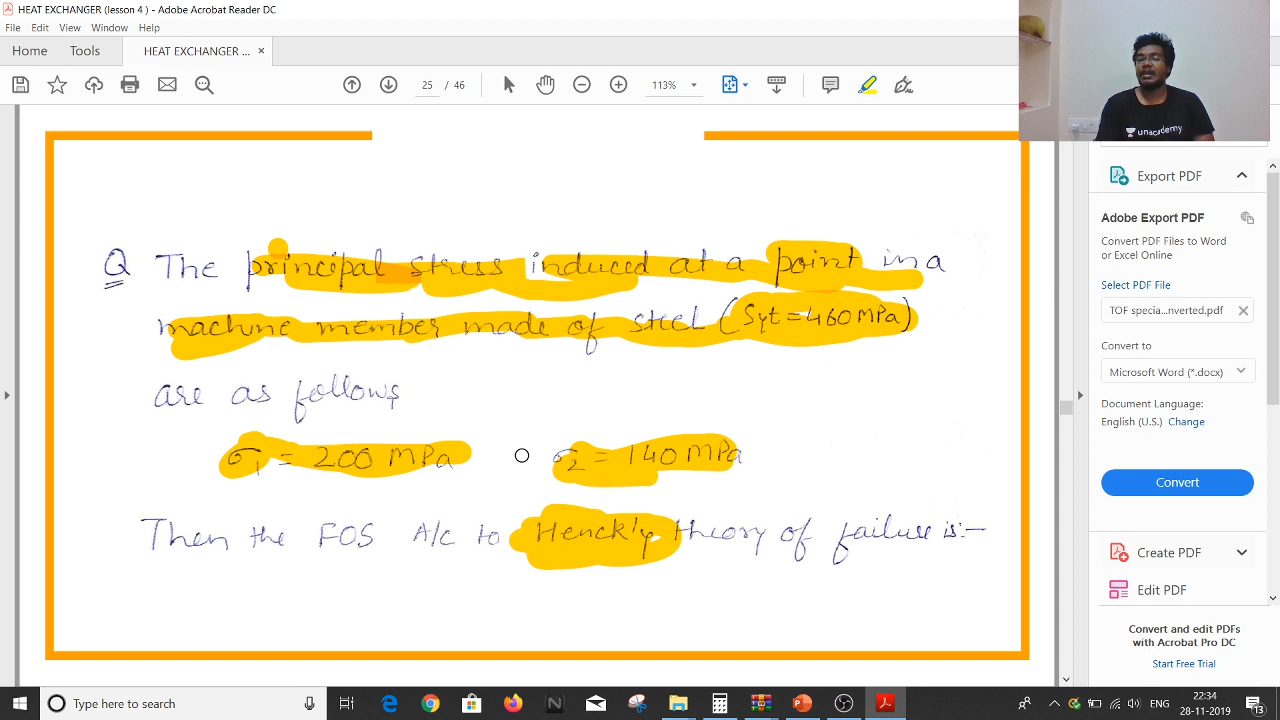 HEAT EXCHANGER (lesson 4 ) - Adobe Acrobat Reader DC
File Edit View Window Help
Home Tools HEAT EXCHANGER ... ×
25 / 46 113%
unacademy
Q The principal stress induced at a point in a
machine member made of steel (Syt = 460 MPa)
are as follows
σ1 = 200 MPa σ2 = 140 MPa
Then the FOS A/c to Henck'y theory of failure is:-
Export PDF
Adobe Export PDF
Convert PDF Files to Word
or Excel Online
Select PDF File
TOF specia...nverted.pdf
Convert to
Microsoft Word (*.docx)
Document Language:
English (U.S.) Change
Convert
Create PDF
Edit PDF
Convert and edit PDFs
with Acrobat Pro DC
Start Free Trial
Type here to search
ENG
22:34
28-11-2019